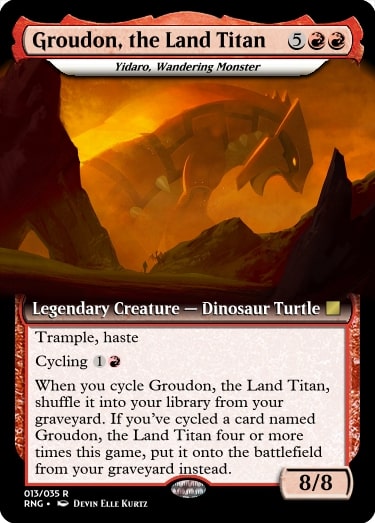 Groudon, the Land Titan 5
Yidaro, Wandering Monster
Legendary Creature — Dinosaur Turtle
Trample, haste
Cycling 1
When you cycle Groudon, the Land Titan,
shuffle it into your library from your
graveyard. If you've cycled a card named
Groudon, the Land Titan four or more
times this game, put it onto the battlefield
from your graveyard instead.
8/8
013/035 R
RNG • Devin Elle Kurtz